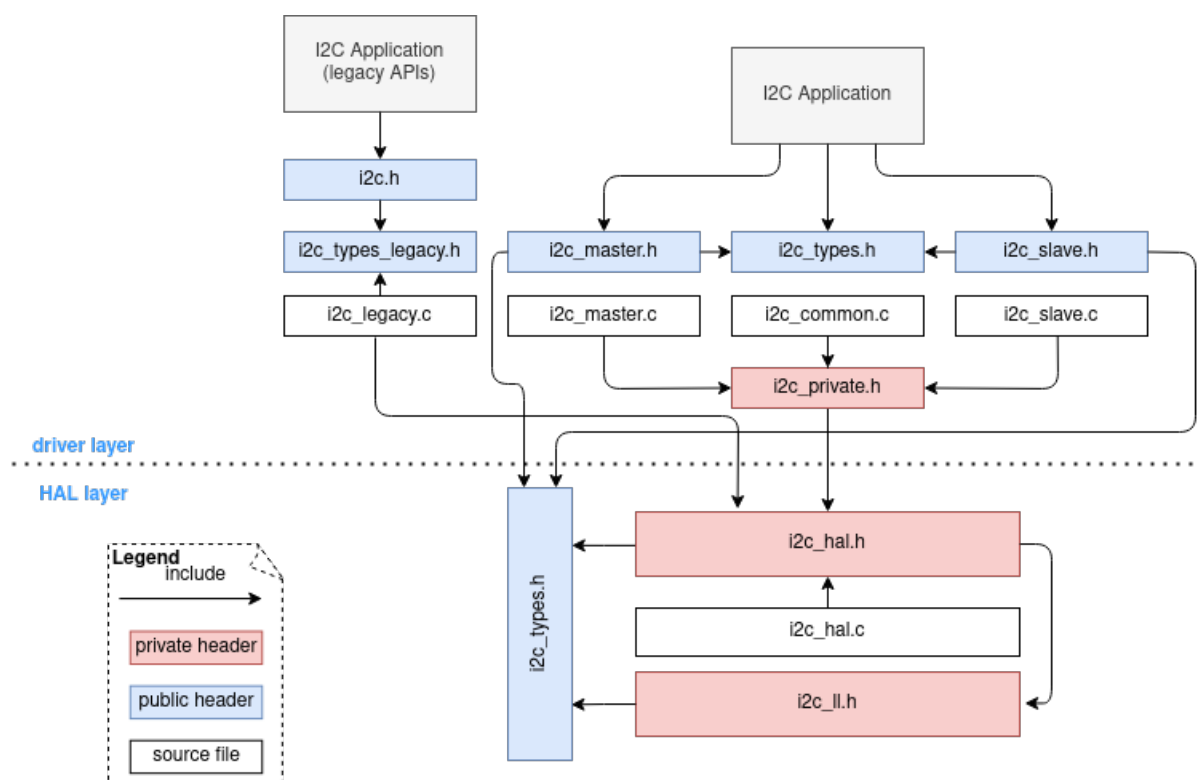 I2C Application
(legacy APIs)
I2C Application
i2c.h
i2c_types_legacy.h
i2c_master.h
i2c_types.h
i2c_slave.h
i2c_legacy.c
i2c_master.c
i2c_common.c
i2c_slave.c
i2c_private.h
driver layer
HAL layer
i2c_types.h
i2c_hal.h
i2c_hal.c
i2c_ll.h
Legend
include
private header
public header
source file